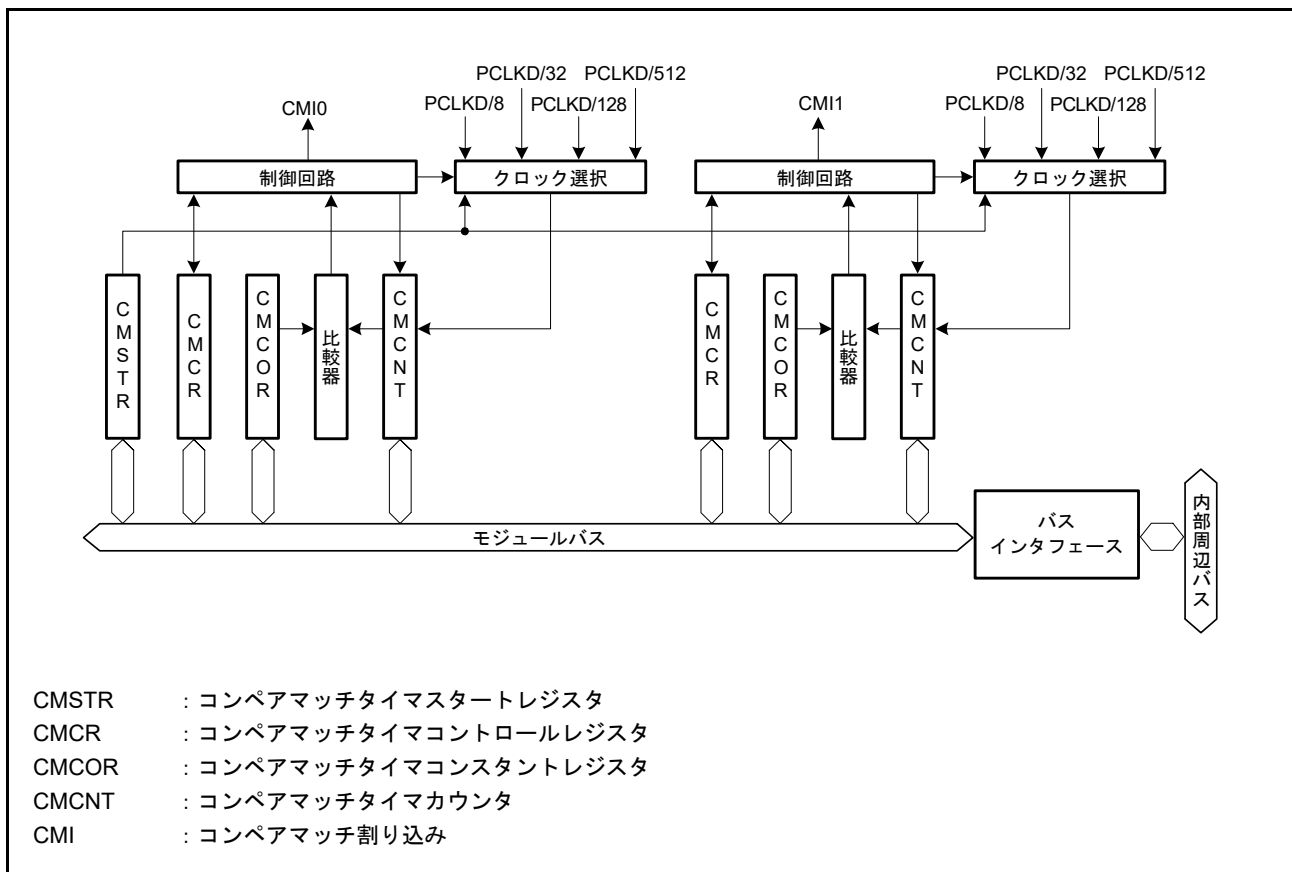 PCLKD/32 PCLKD/512 PCLKD/32 PCLKD/512
CMI0 PCLKD/8 PCLKD/128 CMI1 PCLKD/8 PCLKD/128
制御回路 クロック選択 制御回路 クロック選択
CMSTR
CMCR
CMCOR
比較器
CMCNT
CMCR
CMCOR
比較器
CMCNT
モジュールバス
バス
インタフェース
内部周辺バス
CMSTR : コンペアマッチタイマスタートレジスタ
CMCR : コンペアマッチタイマコントロールレジスタ
CMCOR : コンペアマッチタイマコンスタントレジスタ
CMCNT : コンペアマッチタイマカウンタ
CMI : コンペアマッチ割り込み